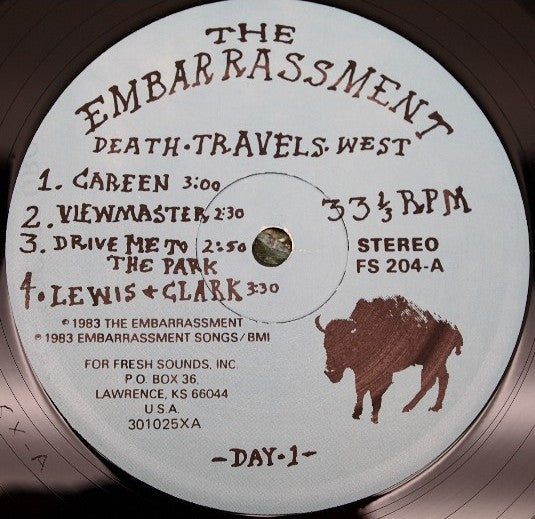 THE
EMBARRASSMENT
DEATH·TRAVELS·WEST
1. CAREEN 3:00
2. VIEWMASTER 2:30
3. DRIVE ME TO 2:50
THE PARK
4. LEWIS + CLARK 3:30
33 1/3 RPM
STEREO
FS 204-A
© 1983 THE EMBARRASSMENT
℗ 1983 EMBARRASSMENT SONGS/BMI
FOR FRESH SOUNDS, INC.
P.O. BOX 36,
LAWRENCE, KS 66044
U.S.A.
301025XA
-DAY·1-